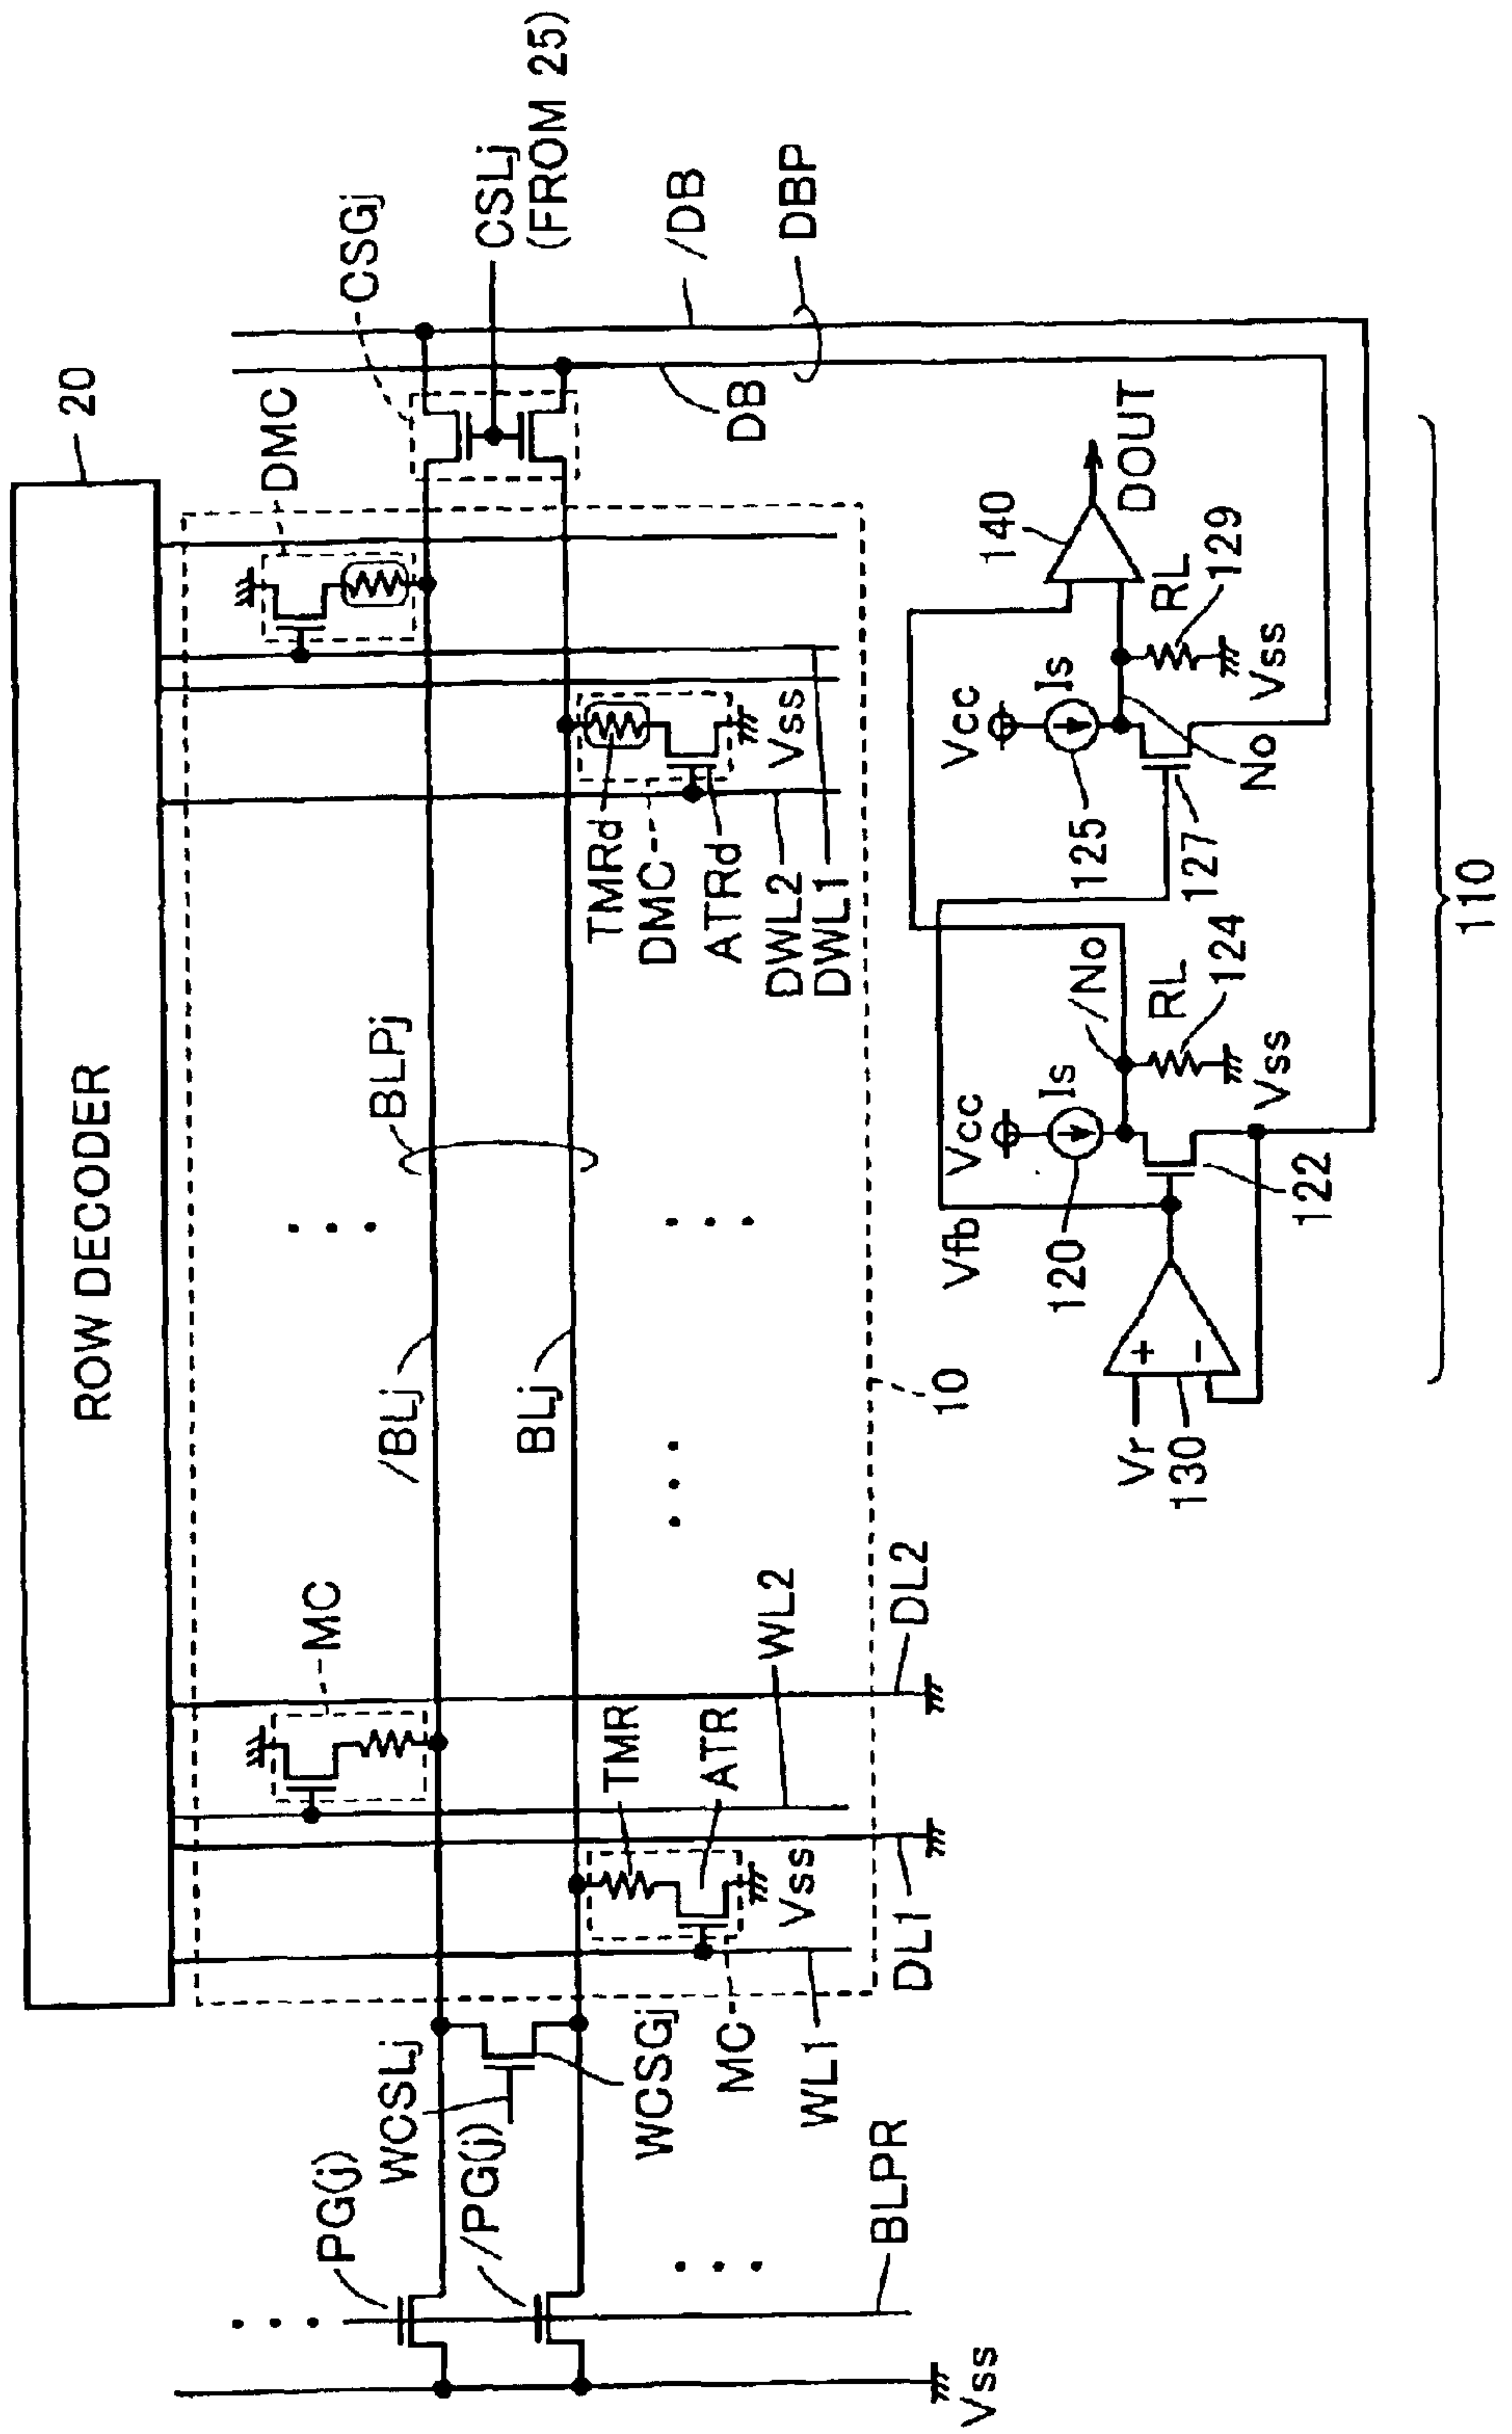 ROW DECODER
20
PG(j)
WCSLj
/PG(j)
WCSGj
MC
WL1
BLPR
Vss
MC
TMR
ATR
Vss
WL2
DL1
DL2
/BLj
BLj
BLPj
10
DMC
TMRd
DMC
ATRd
DWL2
DWL1
Vss
CSGj
CSLj
(FROM 25)
/DB
DB
DBP
Vr
130
+
-
Vfb
120
Vcc
Is
122
/No
RL
124
Vss
125
127
Vcc
Is
No
RL
129
Vss
140
DOUT
110